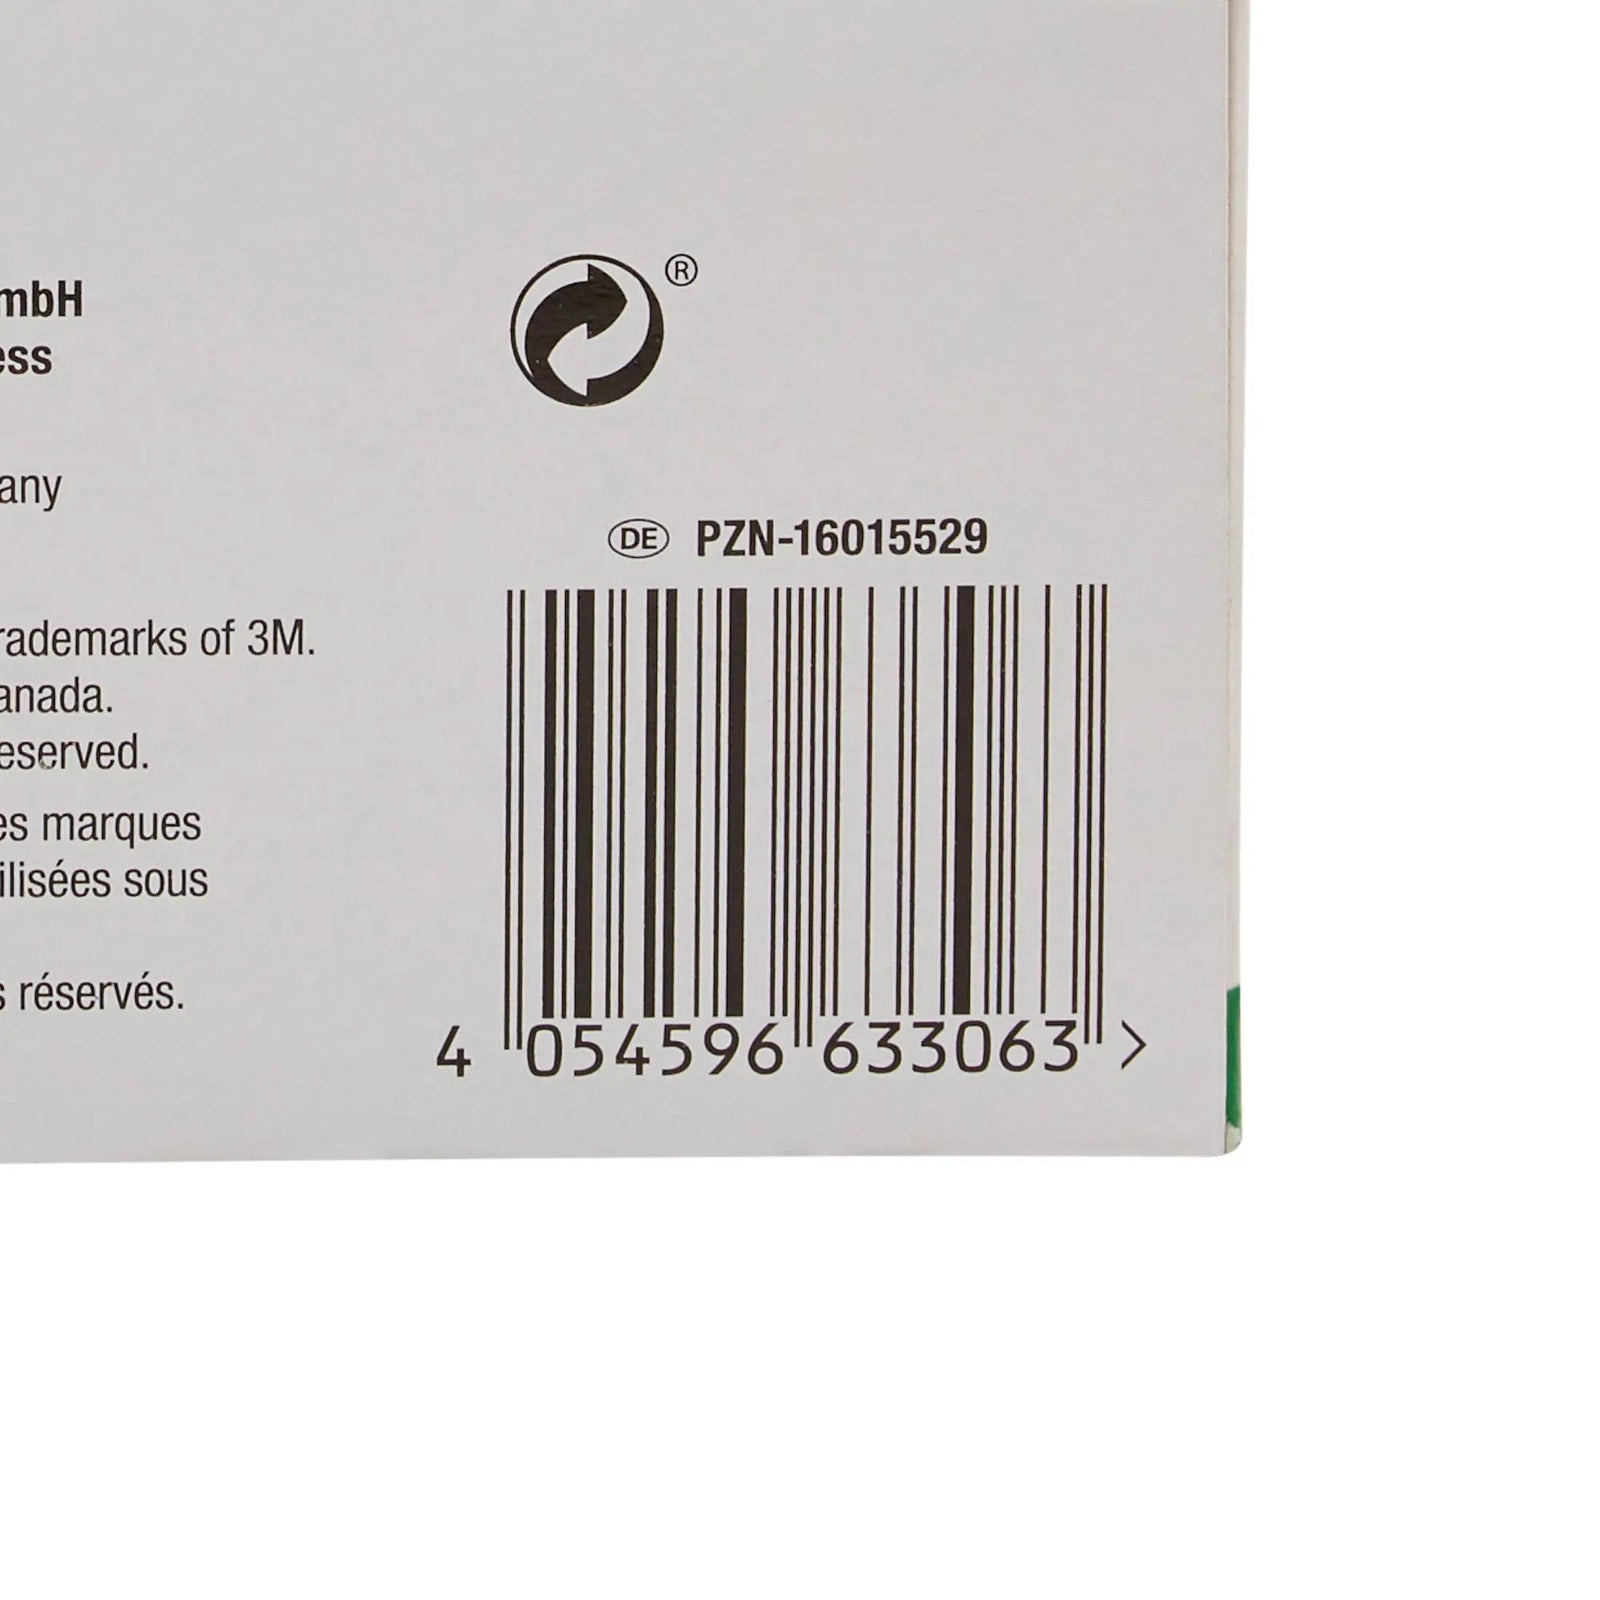 mbH
ess
any
rademarks of 3M.
anada.
eserved.
es marques
ilisées sous
s réservés.
®
DE PZN-16015529
4 054596 633063 >